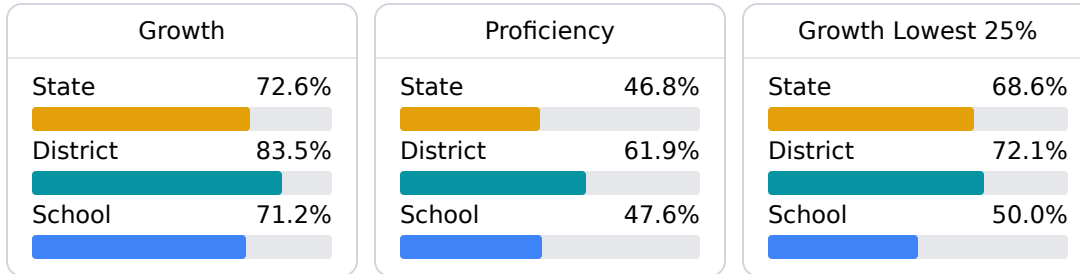 Growth
State 72.6%
District 83.5%
School 71.2%
Proficiency
State 46.8%
District 61.9%
School 47.6%
Growth Lowest 25%
State 68.6%
District 72.1%
School 50.0%